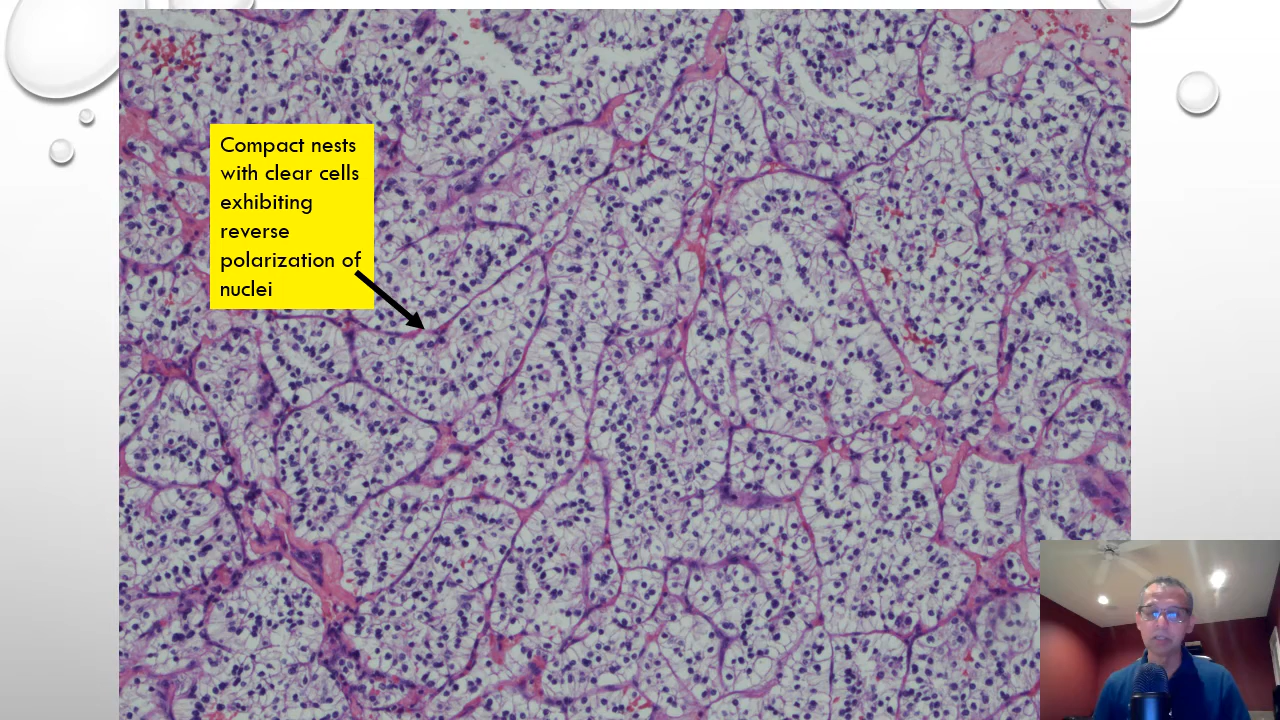 Compact nests
with clear cells
exhibiting
reverse
polarization of
nuclei